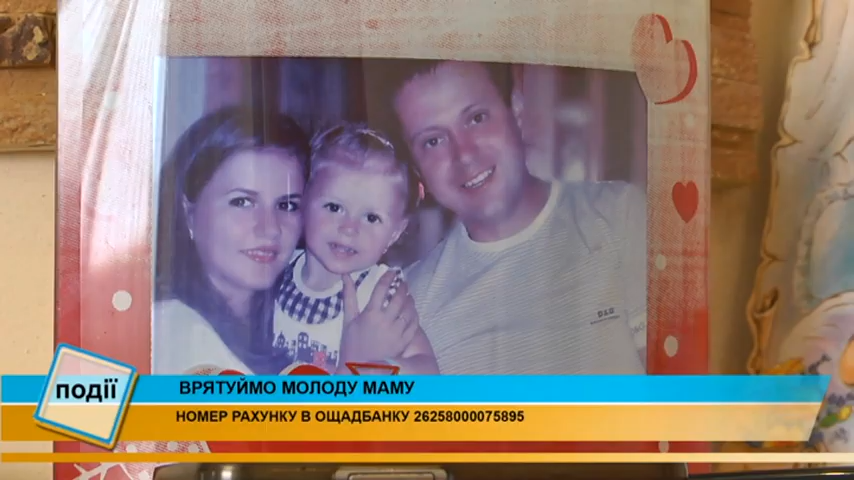 події
ВРЯТУЙМО МОЛОДУ МАМУ
НОМЕР РАХУНКУ В ОЩАДБАНКУ 26258000075895
D&G